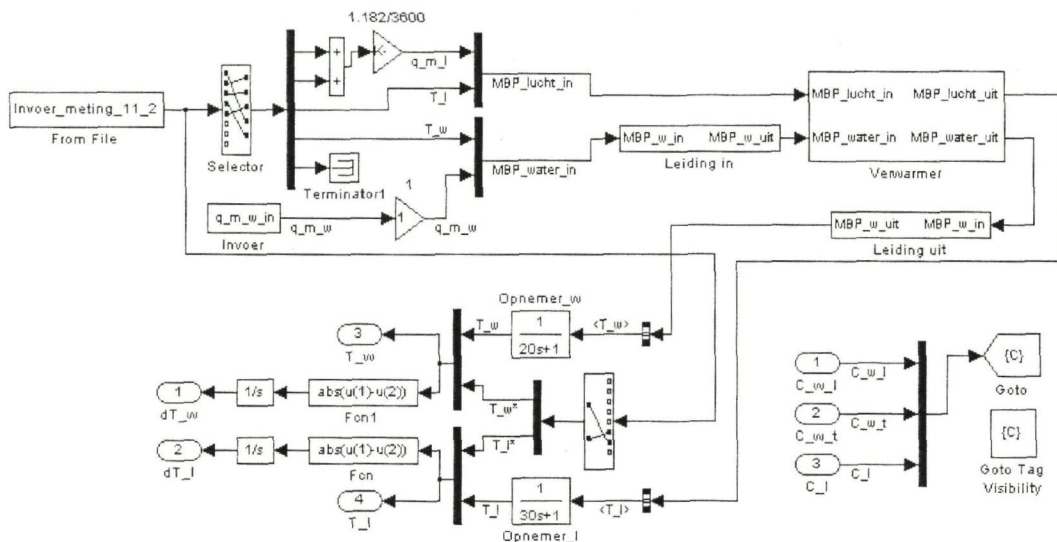 1.182/3600
+
+
K-
q_m_l
T_l
MBP_lucht_in
MBP_lucht_in
MBP_lucht_uit
Invoer_meting_11_2
From File
Selector
T_w
MBP_w_in
MBP_w_uit
MBP_water_in
MBP_water_uit
MBP_water_in
Leiding in
Verwarmer
Terminator1
1
q_m_w_in
q_m_w
1
q_m_w
Invoer
MBP_w_uit
MBP_w_in
Leiding uit
Opnemer_w
3
T_w
T_w
1
20s+1
<T_w>
1
dT_w
1/s
abs(u(1)-u(2))
Fcn1
T_w*
T_l*
2
dT_l
1/s
abs(u(1)-u(2))
Fcn
4
T_l
T_l
1
30s+1
<T_l>
Opnemer_l
1
C_w_l
C_w_l
2
C_w_t
C_w_t
3
C_l
C_l
{C}
Goto
{C}
Goto Tag
Visibility